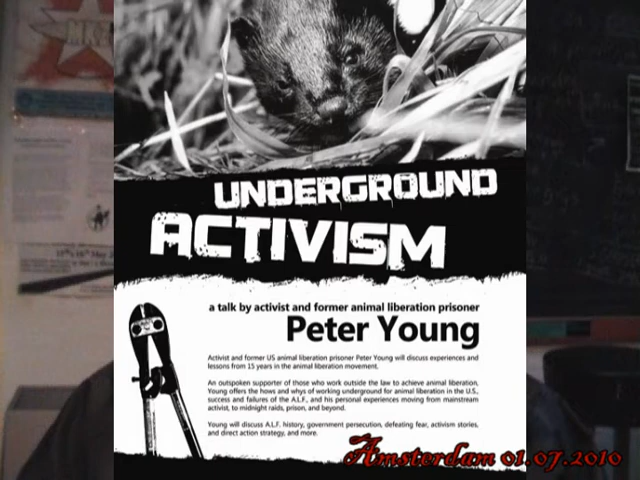 UNDERGROUND
ACTIVISM
a talk by activist and former animal liberation prisoner
Peter Young
Activist and former US animal liberation prisoner Peter Young will discuss experiences and
lessons from 15 years in the animal liberation movement.
An outspoken supporter of those who work outside the law to achieve animal liberation,
Young offers the hows and whys of working underground for animal liberation in the U.S.,
success and failures of the A.L.F., and his personal experiences moving from mainstream
activist, to midnight raids, prison, and beyond.
Young will discuss A.L.F. history, government persecution, defeating fear, activism stories,
and direct action strategy, and more.
Amsterdam 01.07.2010